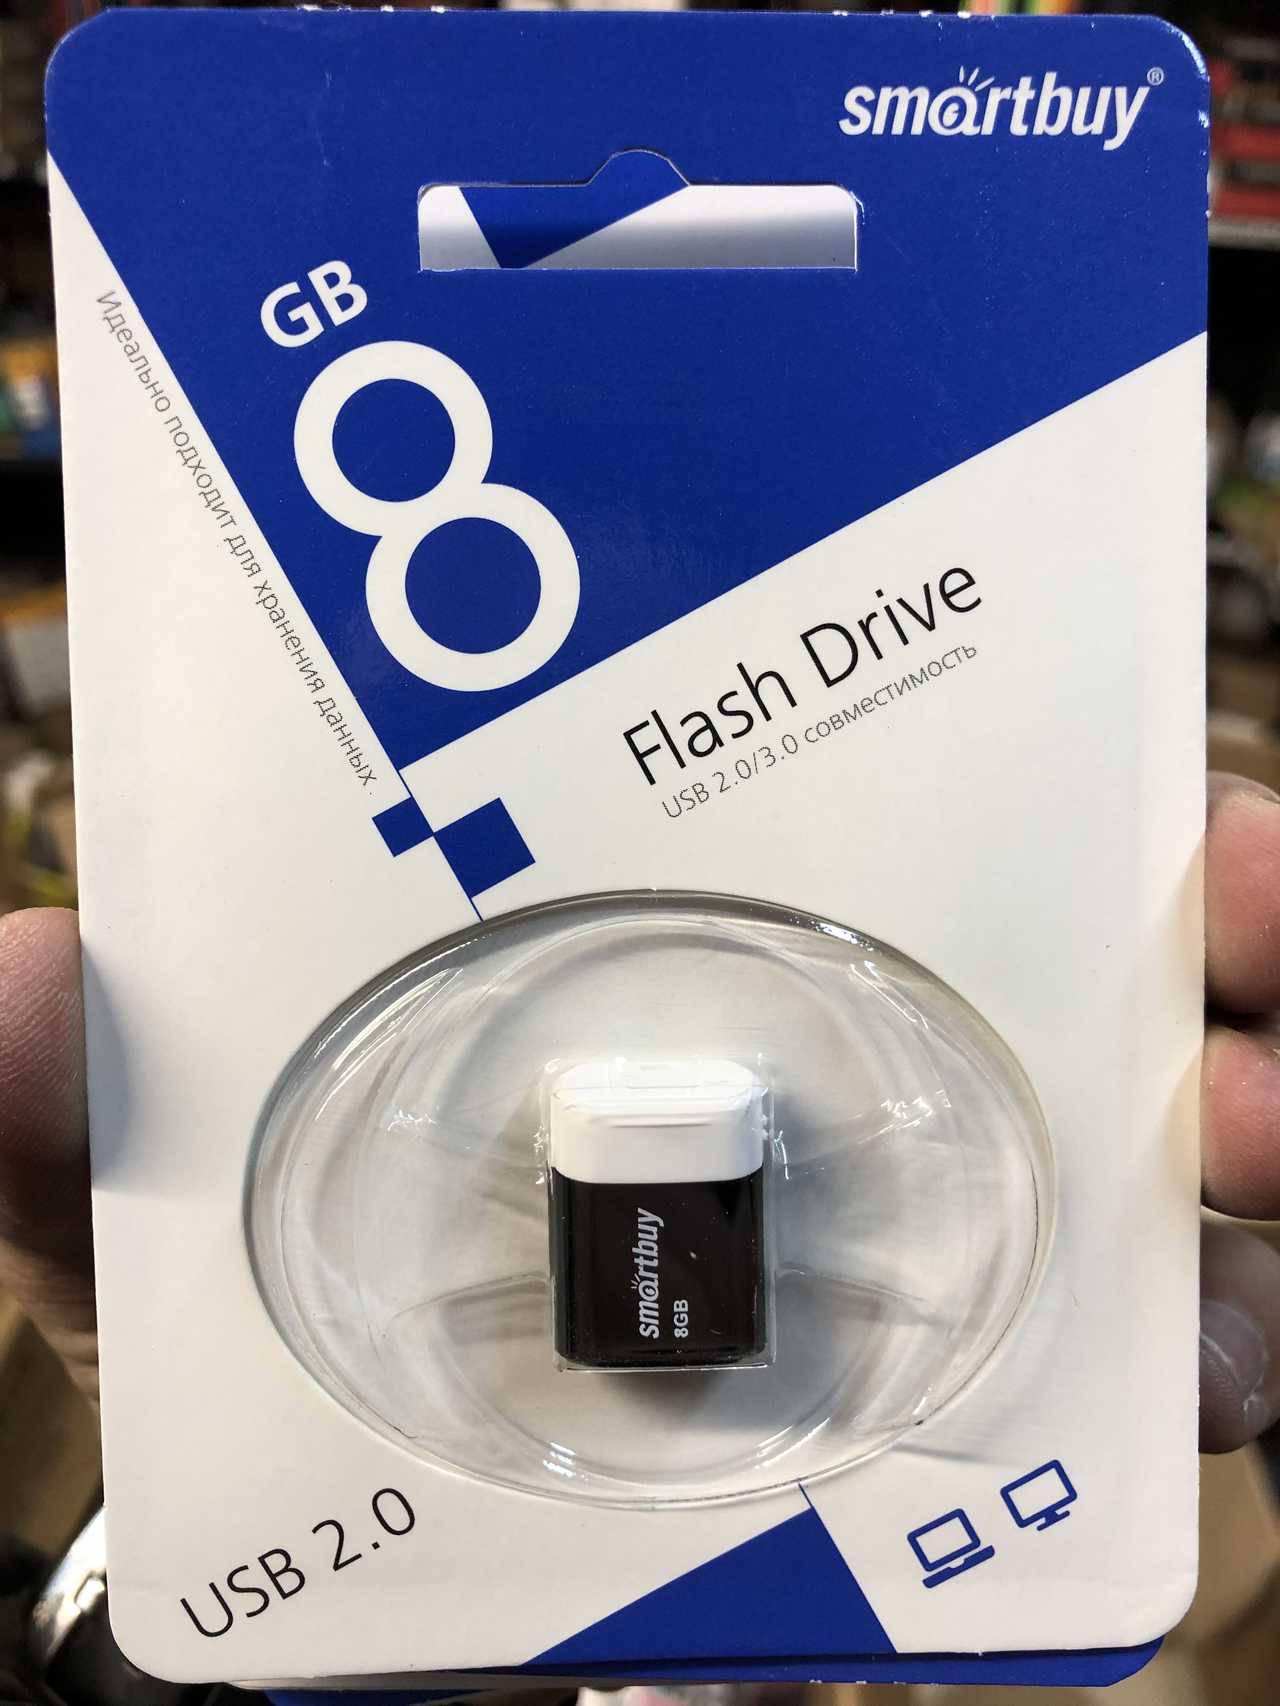 smartbuy®
GB
8
Идеально подходит для хранения данных.
Flash Drive
USB 2.0/3.0 совместимость
smartbuy
8GB
USB 2.0